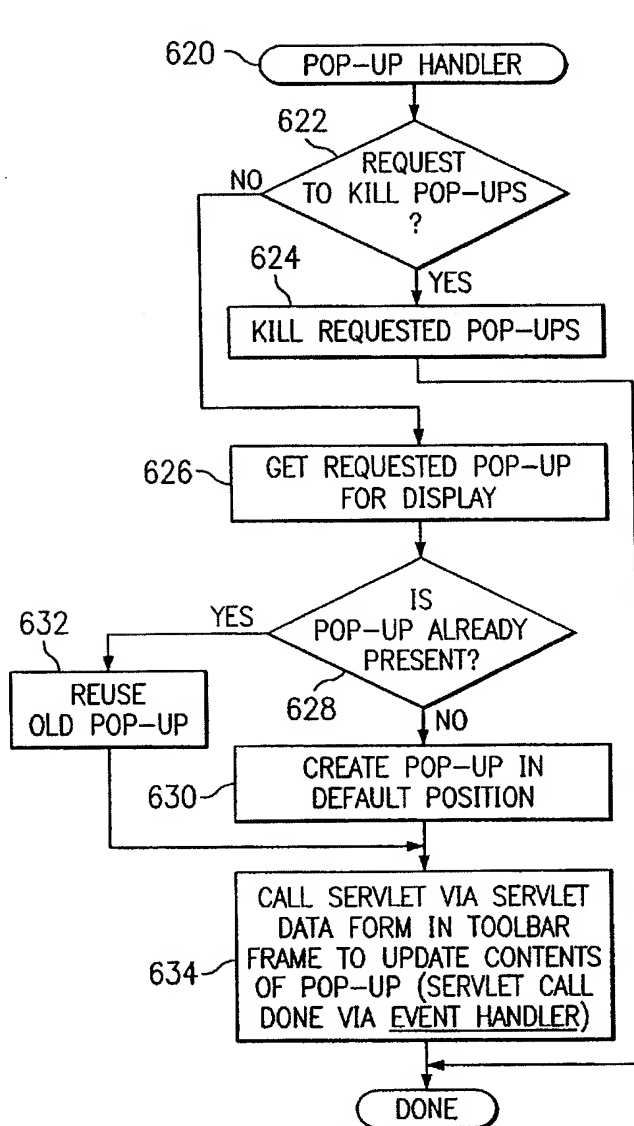 620
POP-UP HANDLER
622
REQUEST
TO KILL POP-UPS
?
NO
YES
624
KILL REQUESTED POP-UPS
626
GET REQUESTED POP-UP
FOR DISPLAY
IS
POP-UP ALREADY
PRESENT?
YES
628
NO
632
REUSE
OLD POP-UP
630
CREATE POP-UP IN
DEFAULT POSITION
634
CALL SERVLET VIA SERVLET
DATA FORM IN TOOLBAR
FRAME TO UPDATE CONTENTS
OF POP-UP (SERVLET CALL
DONE VIA EVENT HANDLER)
DONE